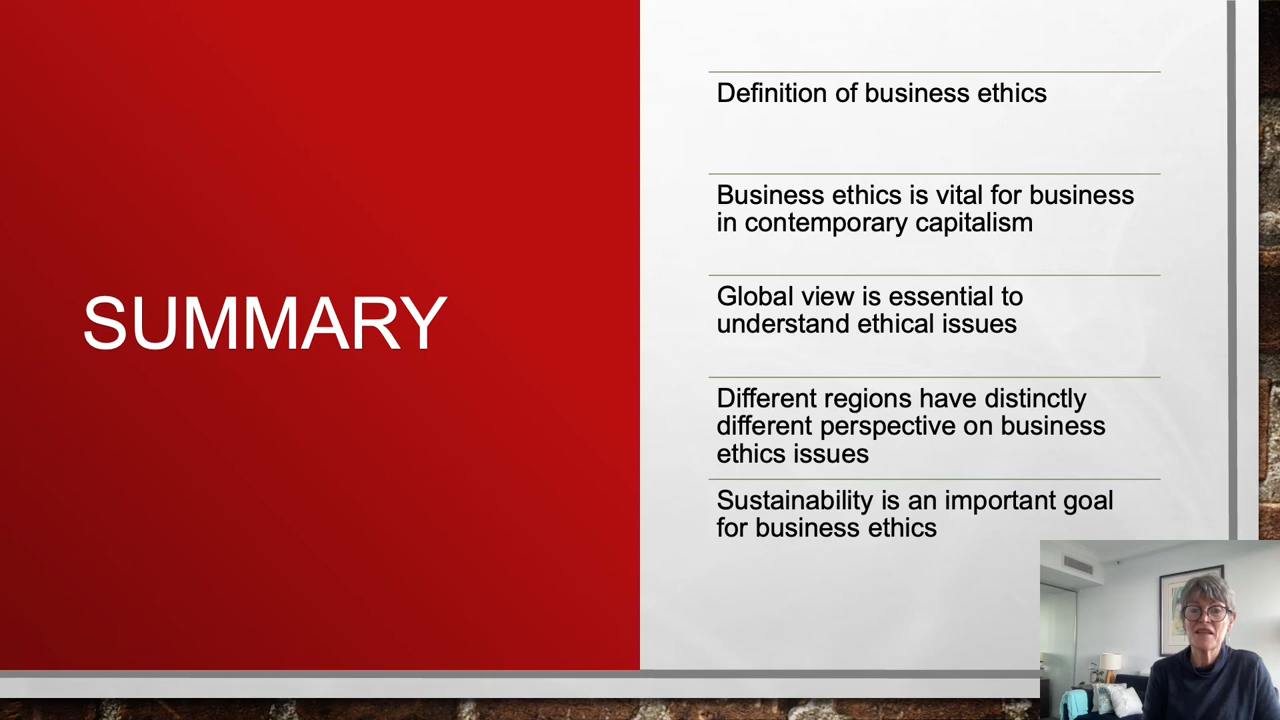 SUMMARY
Definition of business ethics
Business ethics is vital for business
in contemporary capitalism
Global view is essential to
understand ethical issues
Different regions have distinctly
different perspective on business
ethics issues
Sustainability is an important goal
for business ethics